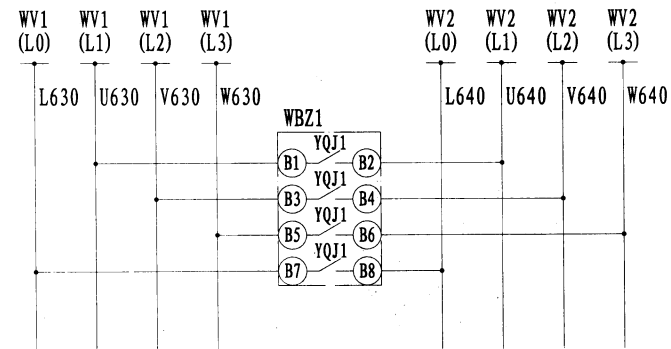 WV1 WV1 WV1 WV1 WV2 WV2 WV2 WV2
(L0) (L1) (L2) (L3) (L0) (L1) (L2) (L3)
L630 U630 V630 W630 L640 U640 V640 W640
WBZ1
YQJ1
B1 B2
YQJ1
B3 B4
YQJ1
B5 B6
YQJ1
B7 B8